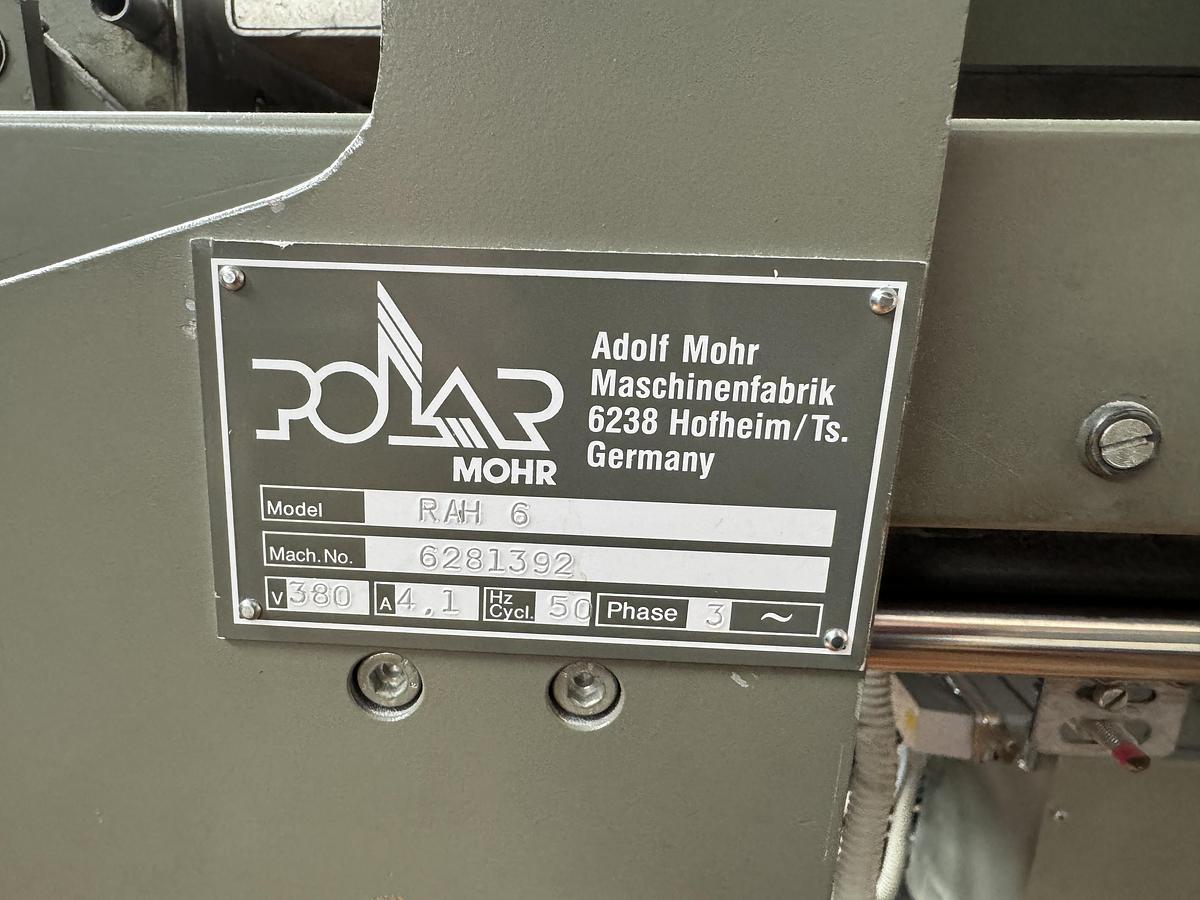 POLAR
MOHR
Adolf Mohr
Maschinenfabrik
6238 Hofheim/Ts.
Germany
Model RAH 6
Mach. No. 6281392
V 380 A 4,1 Hz Cycl. 50 Phase 3 ~